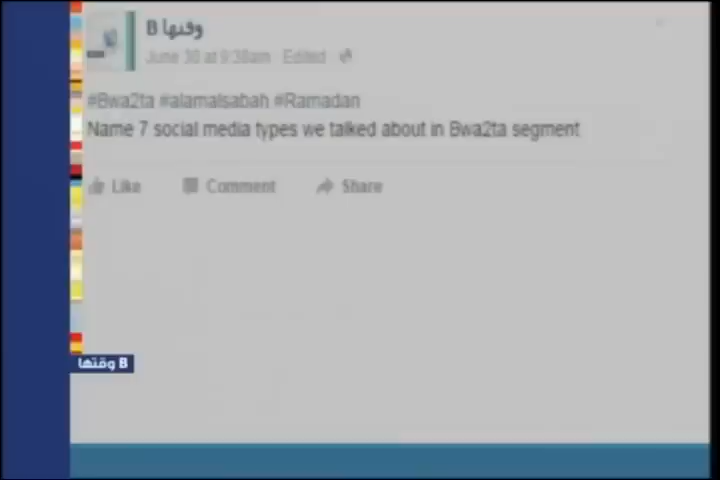 B وقتها
June 30 at 9:38am · Edited ·
#Bwa2ta #alamalsabah #Ramadan
Name 7 social media types we talked about in Bwa2ta segment
Like Comment Share
B وقتها